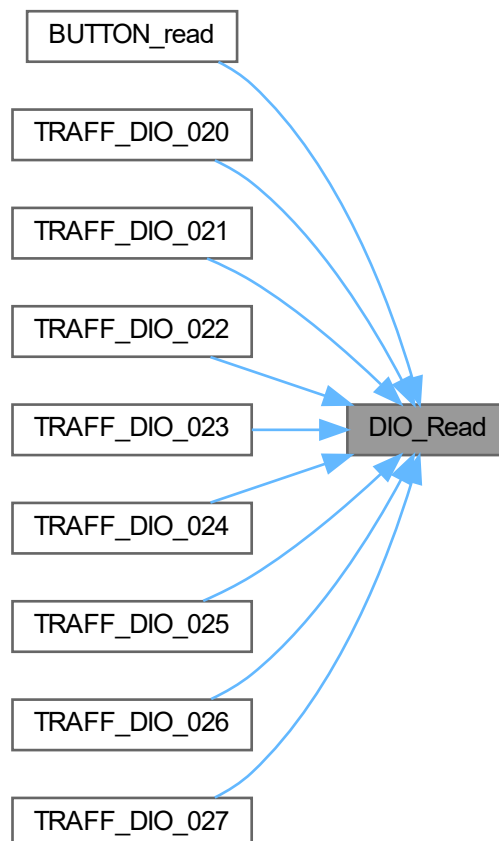 BUTTON_read
TRAFF_DIO_020
TRAFF_DIO_021
TRAFF_DIO_022
TRAFF_DIO_023
DIO_Read
TRAFF_DIO_024
TRAFF_DIO_025
TRAFF_DIO_026
TRAFF_DIO_027